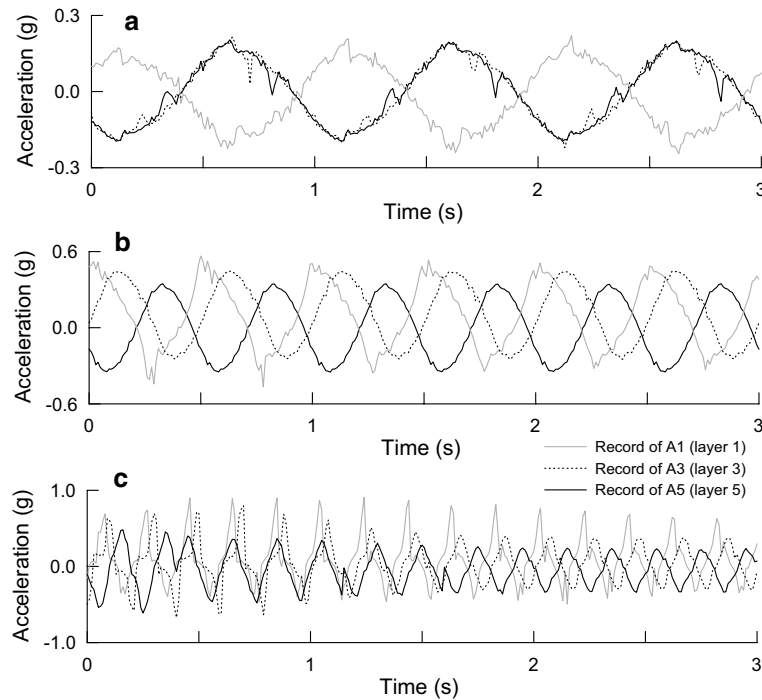 a
0.3
0.0
-0.3
Acceleration (g)
0 1 2 3
Time (s)
b
0.6
0.0
-0.6
Acceleration (g)
0 1 2 3
Time (s)
Record of A1 (layer 1)
Record of A3 (layer 3)
Record of A5 (layer 5)
c
1.0
0.0
-1.0
Acceleration (g)
0 1 2 3
Time (s)